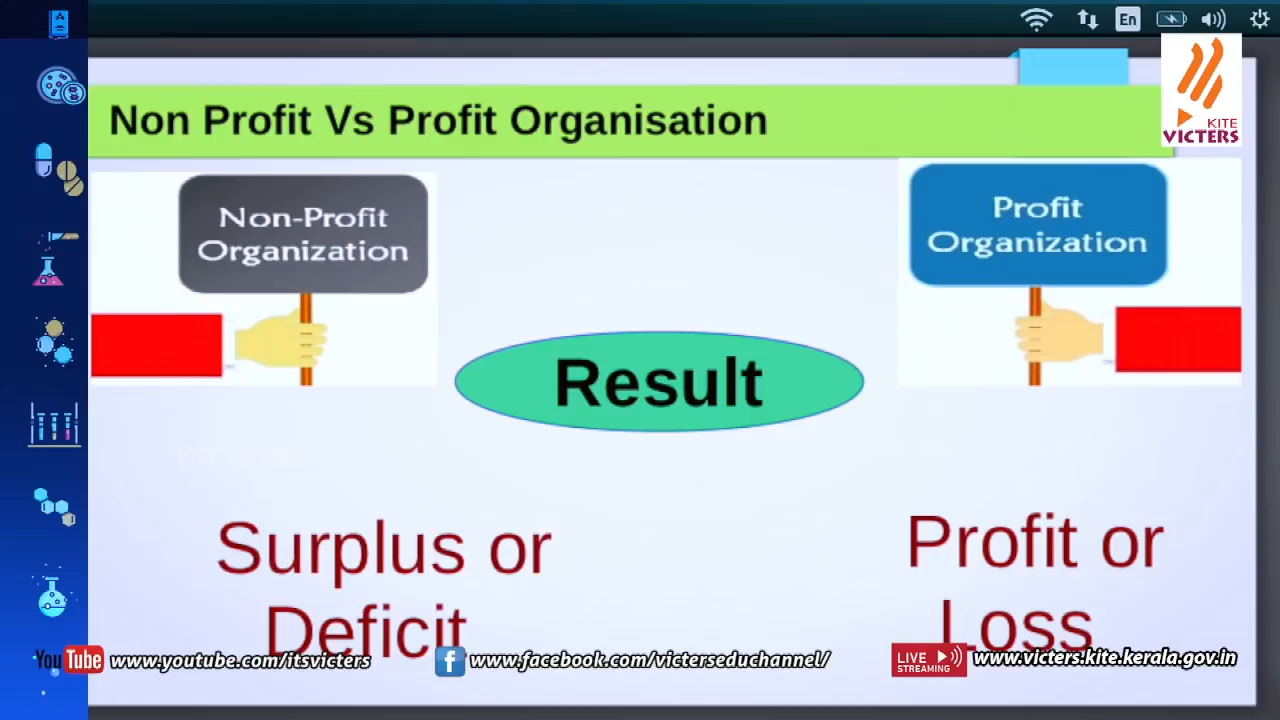 En
KITE
VICTERS
Non Profit Vs Profit Organisation
Non-Profit
Organization
Profit
Organization
Result
Surplus or
Deficit
Profit or
Loss
YouTube www.youtube.com/itsvicters
f www.facebook.com/victerseduchannel/
LIVE
STREAMING
www.victers.kite.kerala.gov.in